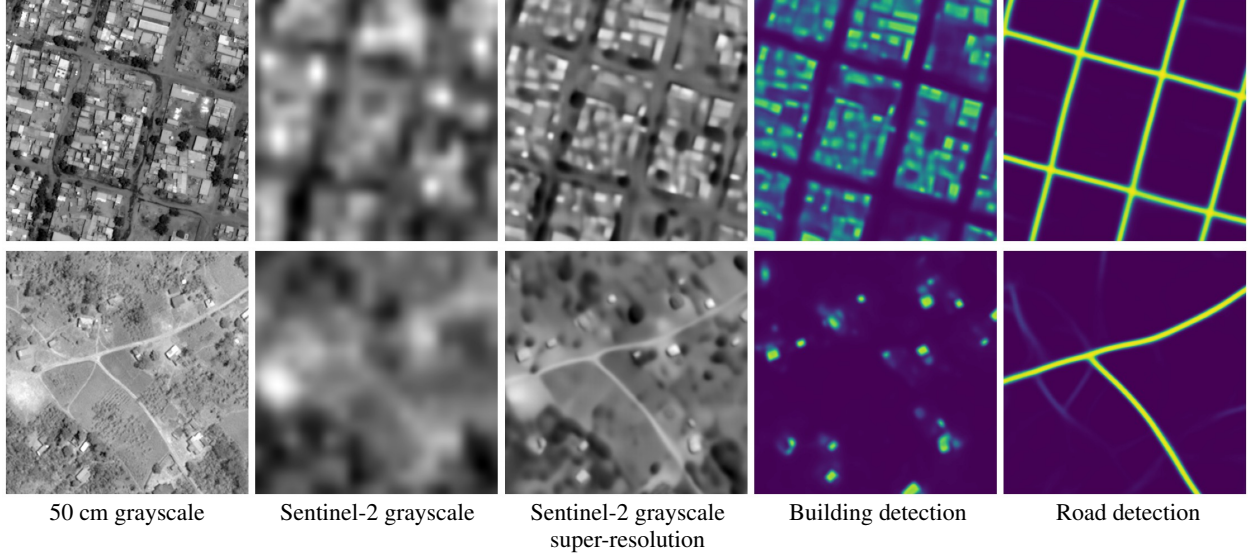 50 cm grayscale
Sentinel-2 grayscale
Sentinel-2 grayscale
super-resolution
Building detection
Road detection